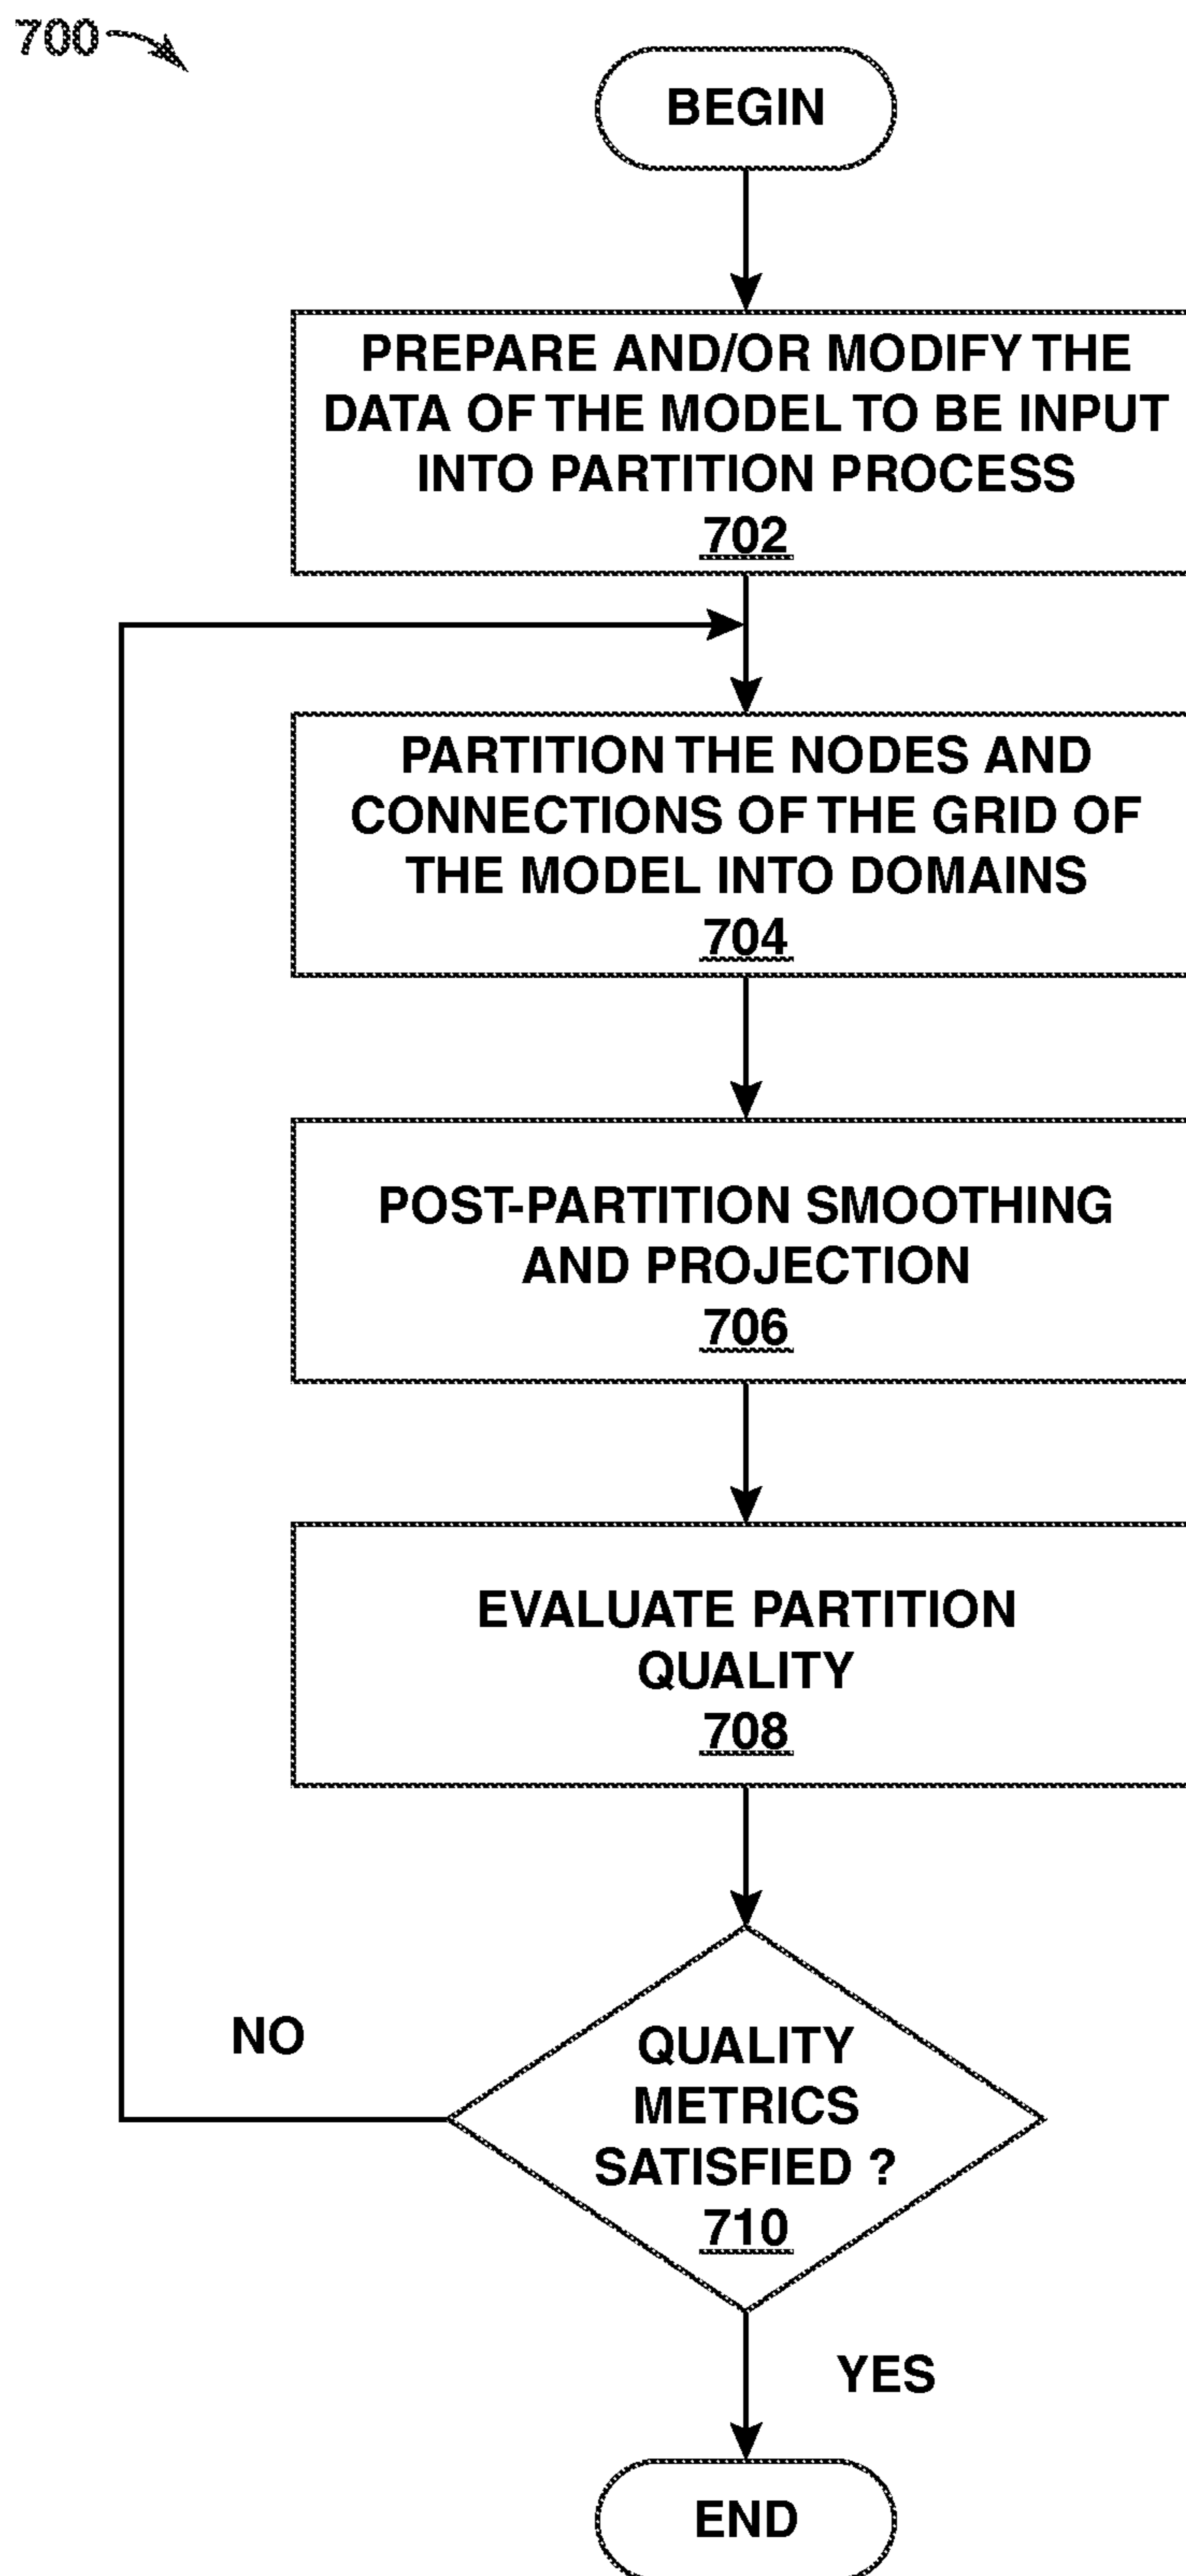 700
BEGIN
PREPARE AND/OR MODIFY THE
DATA OF THE MODEL TO BE INPUT
INTO PARTITION PROCESS
702
PARTITION THE NODES AND
CONNECTIONS OF THE GRID OF
THE MODEL INTO DOMAINS
704
POST-PARTITION SMOOTHING
AND PROJECTION
706
EVALUATE PARTITION
QUALITY
708
NO
QUALITY
METRICS
SATISFIED ?
710
YES
END